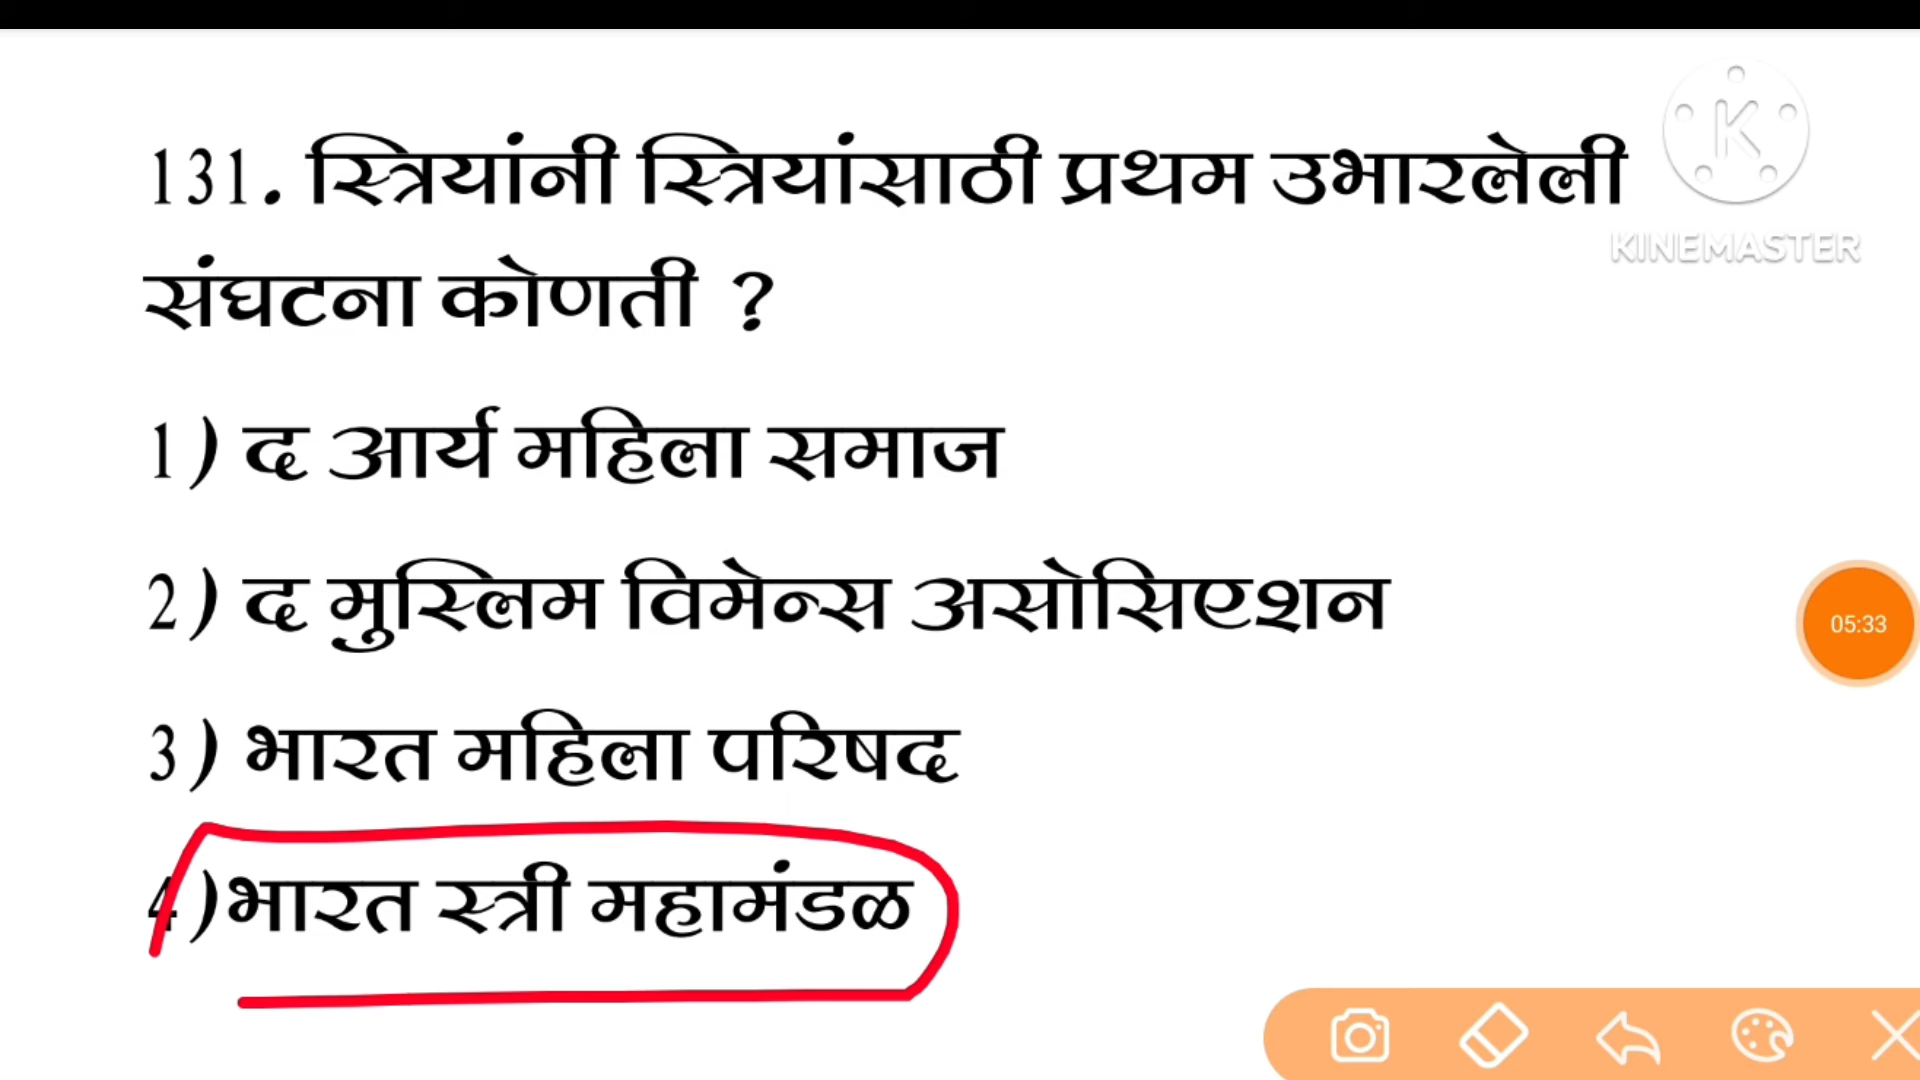 131. स्त्रियांनी स्त्रियांसाठी प्रथम उभारलेली
संघटना कोणती ?
1) द आर्य महिला समाज
2) द मुस्लिम विमेन्स असोसिएशन
3) भारत महिला परिषद
4)भारत स्त्री महामंडळ
K
KINEMASTER
05:33